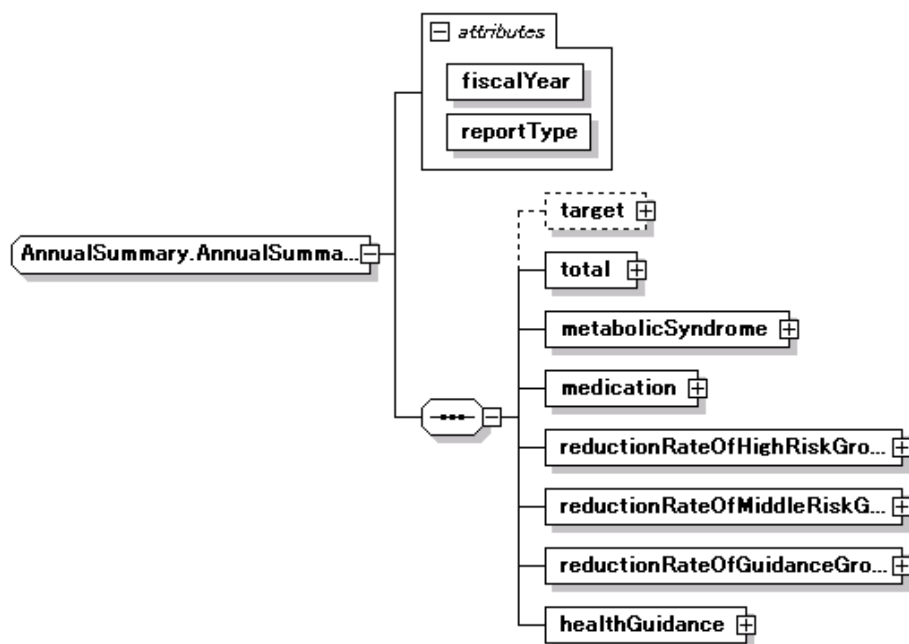 attributes
fiscalYear
reportType
AnnualSummary.AnnualSumma...
target
total
metabolicSyndrome
medication
reductionRateOfHighRiskGro...
reductionRateOfMiddleRiskG...
reductionRateOfGuidanceGro...
healthGuidance